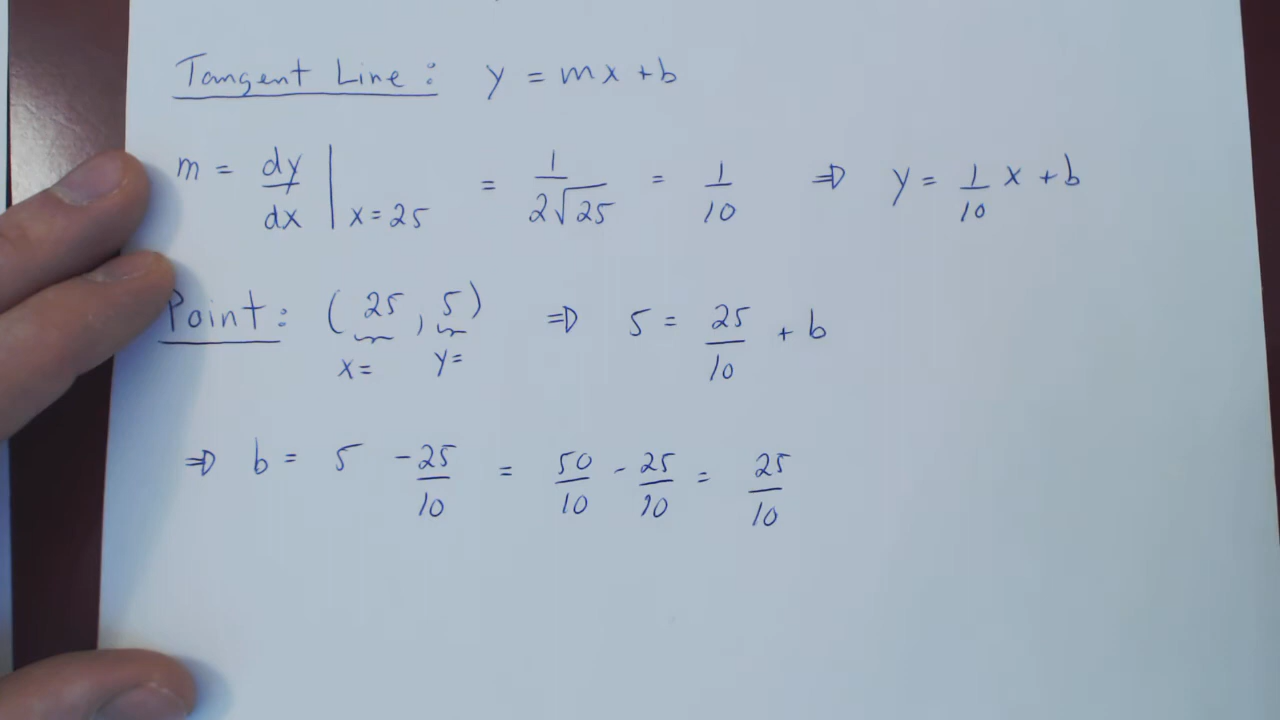 Tangent Line: y = mx + b
m = dy/dx | x = 25 = 1/(2√25) = 1/10 ⇒ y = 1/10 x + b
Point: (25, 5) ⇒ 5 = 25/10 + b
x= y=
⇒ b = 5 - 25/10 = 50/10 - 25/10 = 25/10